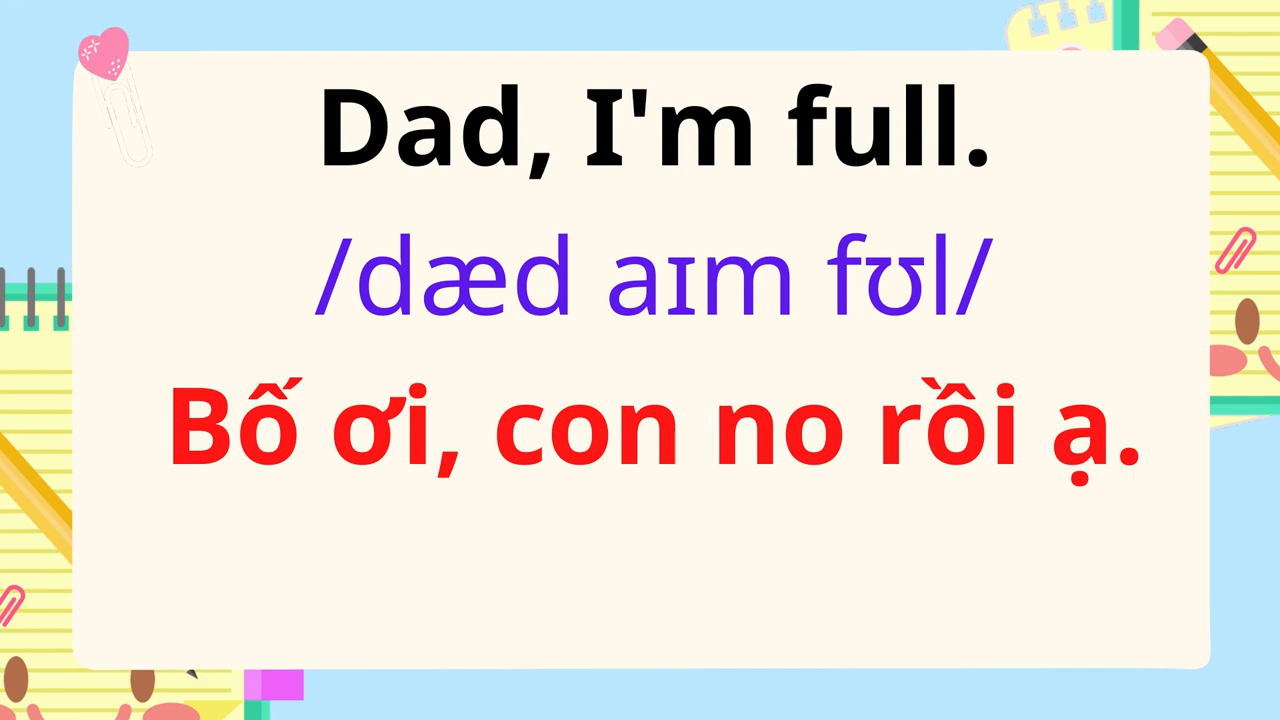 Dad, I'm full.
/dæd aɪm fʊl/
Bố ơi, con no rồi ạ.